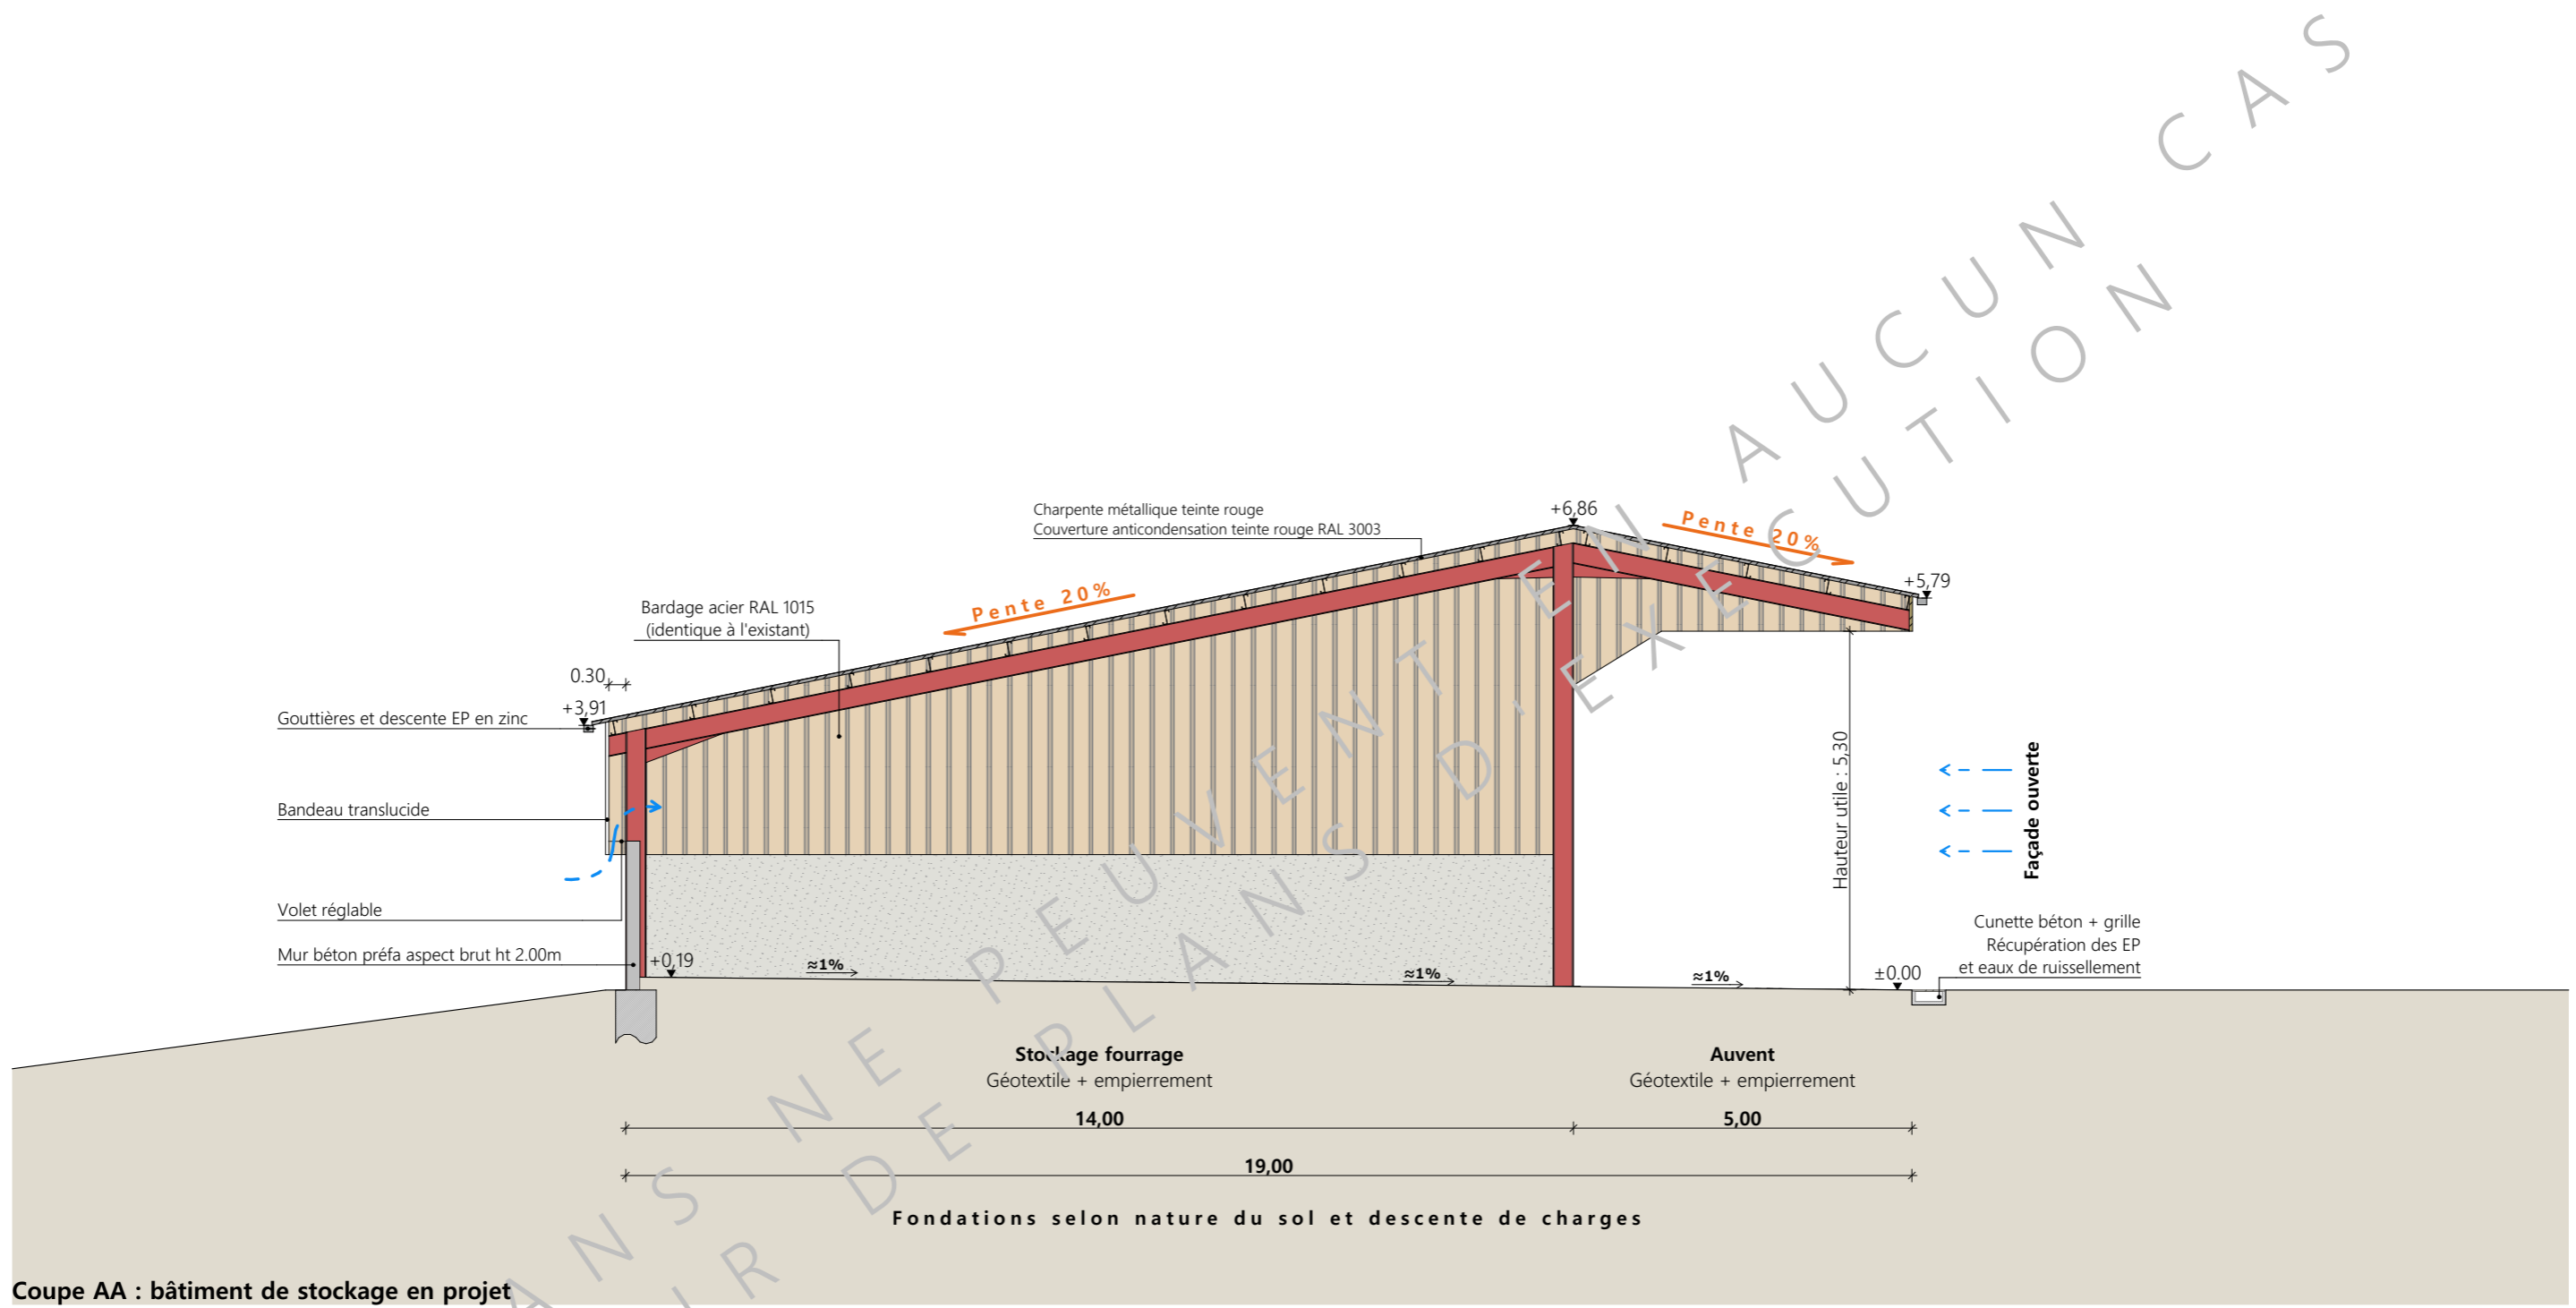 Charpente métallique teinte rouge
Couverture anticondensation teinte rouge RAL 3003
+6,86
Pente 20%
+5,79
Pente 20%
Bardage acier RAL 1015
(identique à l'existant)
0.30
+3,91
Gouttières et descente EP en zinc
Bandeau translucide
Volet réglable
Mur béton préfa aspect brut ht 2.00m
+0,19
≈1%
≈1%
≈1%
Hauteur utile : 5,30
Façade ouverte
±0.00
Cunette béton + grille
Récupération des EP
et eaux de ruissellement
Stockage fourrage
Géotextile + empierrement
Auvent
Géotextile + empierrement
14,00
5,00
19,00
Fondations selon nature du sol et descente de charges
Coupe AA : bâtiment de stockage en projet
NE PEUVENT EN AUCUN CAS
DE PLANS D'EXECUTION